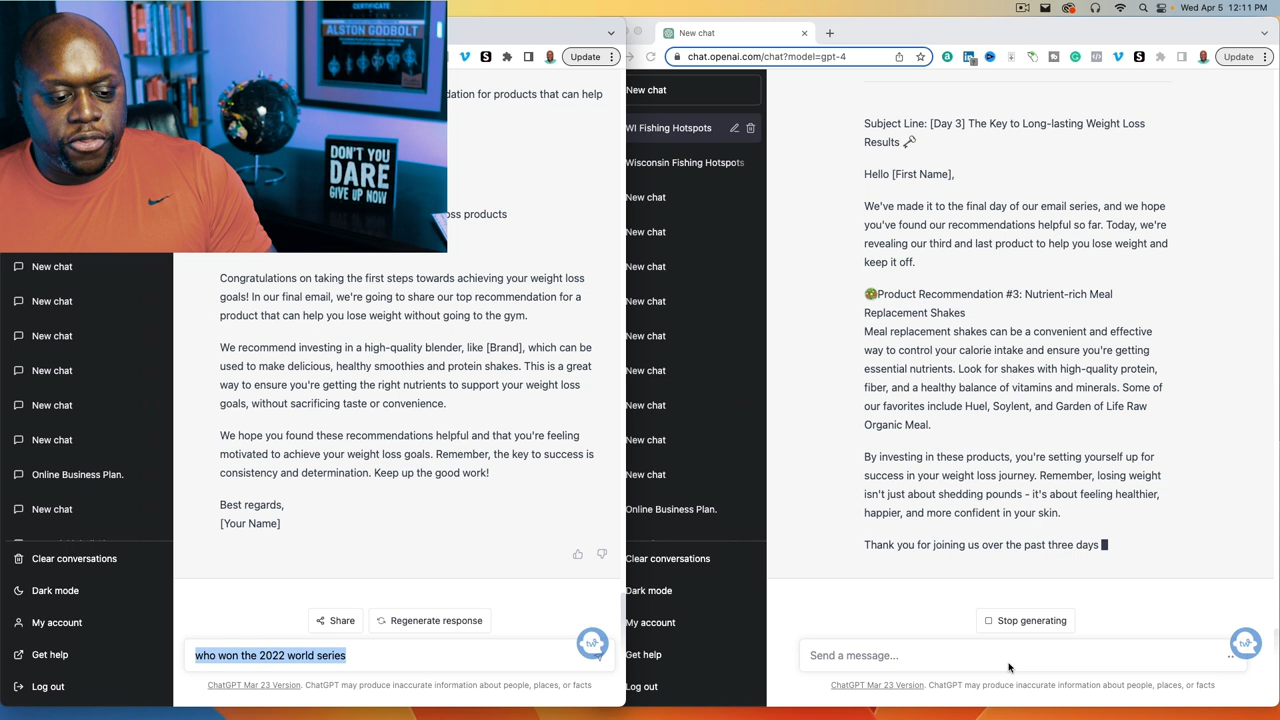 Wed Apr 5 12:11 PM
ALSTON GODBOLT
DON'T YOU
DARE
GIVE UP NOW
Update
dation for products that can help
oss products
New chat
New chat
New chat
New chat
New chat
New chat
Online Business Plan.
New chat
Clear conversations
Dark mode
My account
Get help
Log out
Congratulations on taking the first steps towards achieving your weight loss
goals! In our final email, we're going to share our top recommendation for a
product that can help you lose weight without going to the gym.
We recommend investing in a high-quality blender, like [Brand], which can be
used to make delicious, healthy smoothies and protein shakes. This is a great
way to ensure you're getting the right nutrients to support your weight loss
goals, without sacrificing taste or convenience.
We hope you found these recommendations helpful and that you're feeling
motivated to achieve your weight loss goals. Remember, the key to success is
consistency and determination. Keep up the good work!
Best regards,
[Your Name]
Share
Regenerate response
who won the 2022 world series
ChatGPT Mar 23 Version. ChatGPT may produce inaccurate information about people, places, or facts
New chat
chat.openai.com/chat?model=gpt-4
Update
New chat
WI Fishing Hotspots
Wisconsin Fishing Hotspots
New chat
New chat
New chat
New chat
New chat
New chat
New chat
New chat
New chat
Online Business Plan.
Clear conversations
Dark mode
My account
Get help
Log out
Subject Line: [Day 3] The Key to Long-lasting Weight Loss
Results 🗝️
Hello [First Name],
We've made it to the final day of our email series, and we hope
you've found our recommendations helpful so far. Today, we're
revealing our third and last product to help you lose weight and
keep it off.
🥗Product Recommendation #3: Nutrient-rich Meal
Replacement Shakes
Meal replacement shakes can be a convenient and effective
way to control your calorie intake and ensure you're getting
essential nutrients. Look for shakes with high-quality protein,
fiber, and a healthy balance of vitamins and minerals. Some of
our favorites include Huel, Soylent, and Garden of Life Raw
Organic Meal.
By investing in these products, you're setting yourself up for
success in your weight loss journey. Remember, losing weight
isn't just about shedding pounds - it's about feeling healthier,
happier, and more confident in your skin.
Thank you for joining us over the past three days
Stop generating
Send a message...
ChatGPT Mar 23 Version. ChatGPT may produce inaccurate information about people, places, or facts